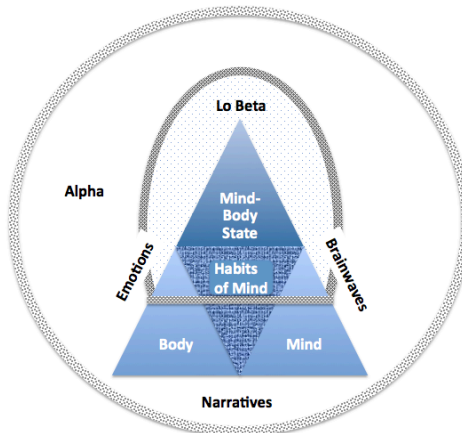 Lo Beta
Alpha
Mind-
Body
State
Emotions
Brainwaves
Habits
of Mind
Body
Mind
Narratives